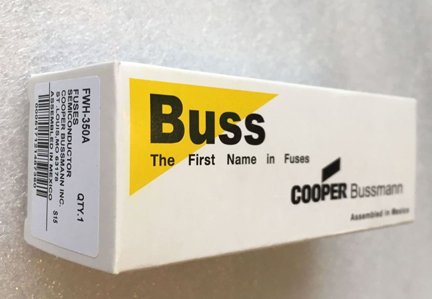 Buss
The First Name in Fuses
COOPER Bussmann
Assembled in Mexico
FWH-350A
FUSES QTY.1
SEMICONDUCTOR
COOPER BUSSMANN INC.
ST. LOUIS,MO 63178
ASSEMBLED IN MEXICO S15